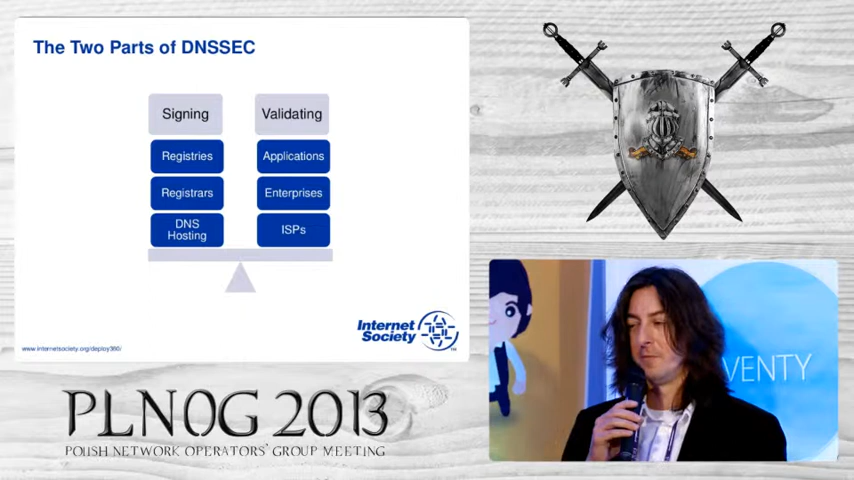 The Two Parts of DNSSEC
Signing
Validating
Registries
Applications
Registrars
Enterprises
DNS
Hosting
ISPs
Internet
Society
www.internetsociety.org/deploy360/
PLNOG 2013
POLISH NETWORK OPERATORS' GROUP MEETING
VENTY